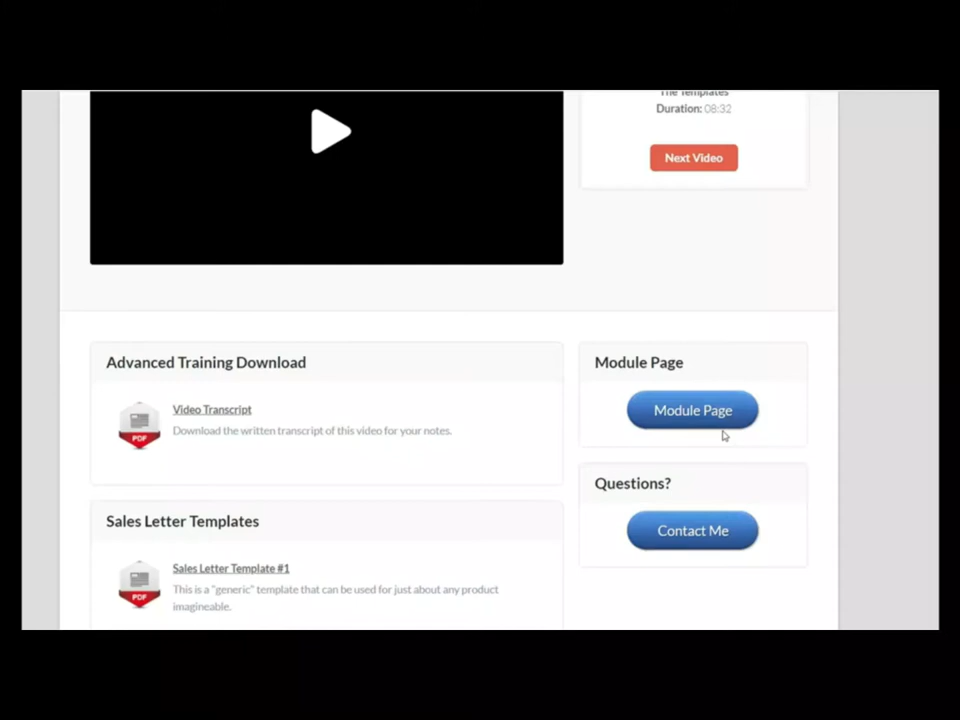 The Templates
Duration: 08:32
Next Video
Advanced Training Download
Video Transcript
Download the written transcript of this video for your notes.
PDF
Module Page
Module Page
Questions?
Contact Me
Sales Letter Templates
Sales Letter Template #1
This is a "generic" template that can be used for just about any product
imagineable.
PDF